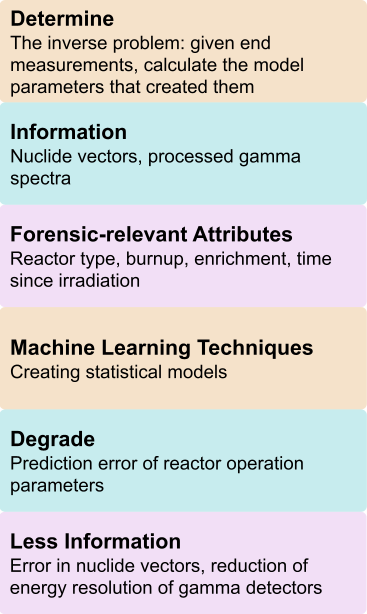 Determine
The inverse problem: given end
measurements, calculate the model
parameters that created them
Information
Nuclide vectors, processed gamma
spectra
Forensic-relevant Attributes
Reactor type, burnup, enrichment, time
since irradiation
Machine Learning Techniques
Creating statistical models
Degrade
Prediction error of reactor operation
parameters
Less Information
Error in nuclide vectors, reduction of
energy resolution of gamma detectors